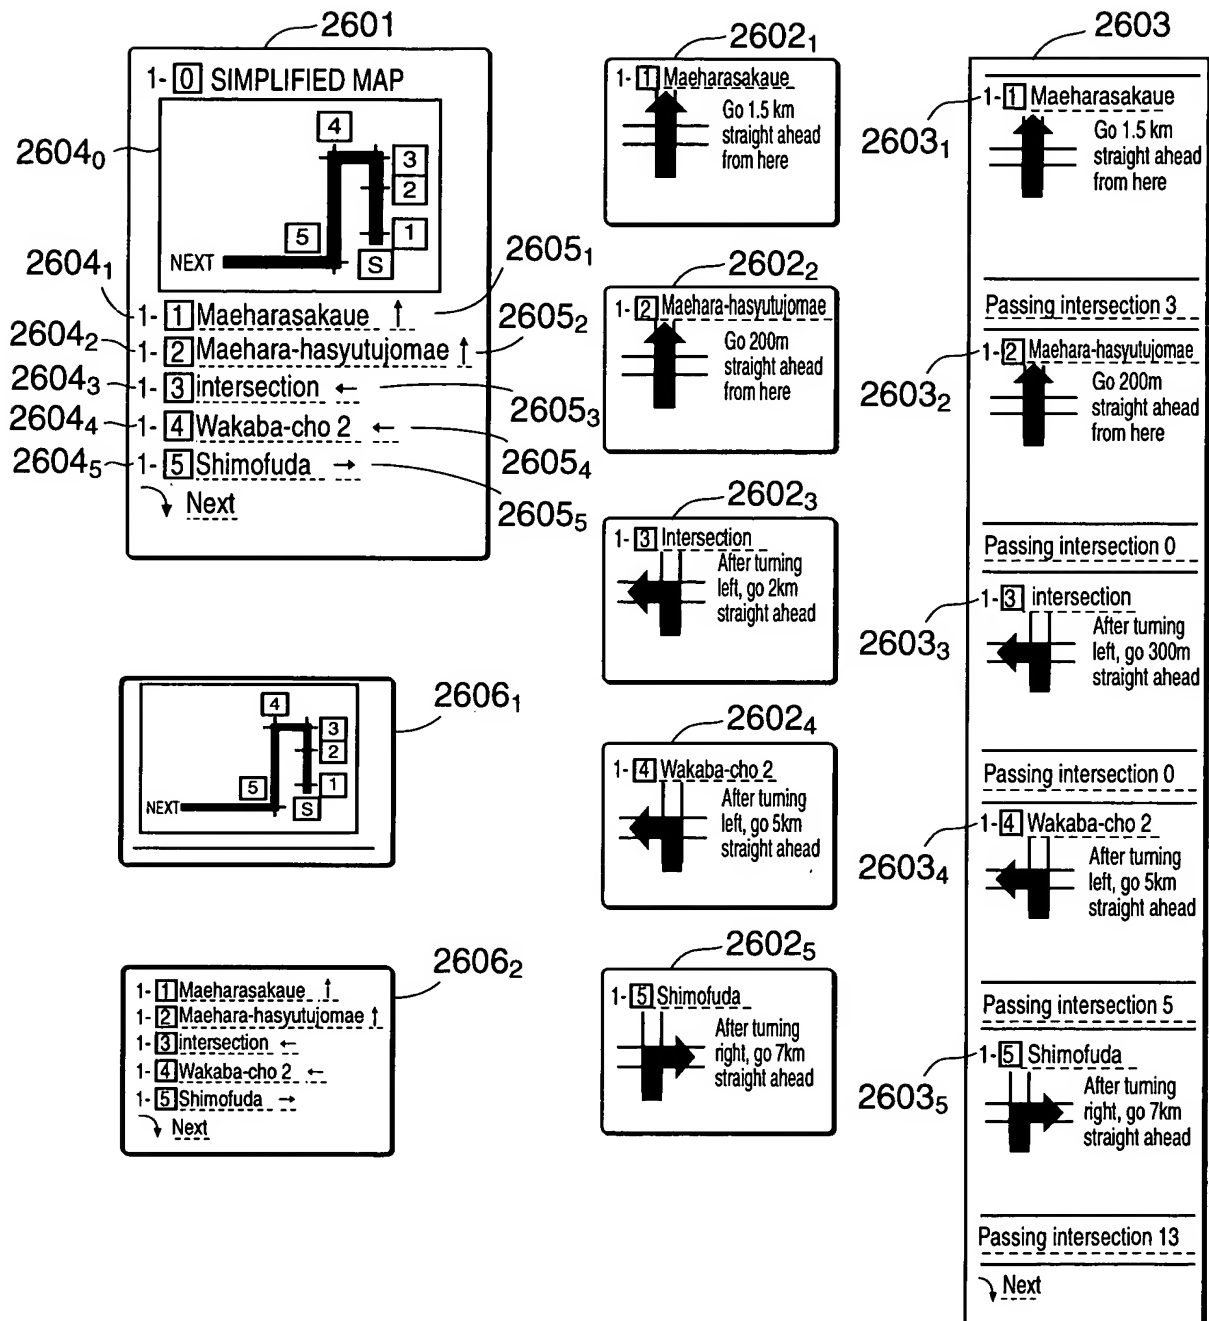 2601
1- 0 SIMPLIFIED MAP
4
3
2
1
5
S
NEXT
2604₀
2604₁
1- 1 Maeharasakaue ↑
2605₁
2604₂
1- 2 Maehara-hasyutujomae ↑
2605₂
2604₃
1- 3 intersection ←
2605₃
2604₄
1- 4 Wakaba-cho 2 ←
2605₄
2604₅
1- 5 Shimofuda →
2605₅
Next
2606₁
4
3
2
1
5
S
NEXT
2606₂
1- 1 Maeharasakaue ↑
1- 2 Maehara-hasyutujomae ↑
1- 3 intersection ←
1- 4 Wakaba-cho 2 ←
1- 5 Shimofuda →
Next
2602₁
1- 1 Maeharasakaue
Go 1.5 km
straight ahead
from here
2602₂
1- 2 Maehara-hasyutujomae
Go 200m
straight ahead
from here
2602₃
1- 3 Intersection
After turning
left, go 2km
straight ahead
2602₄
1- 4 Wakaba-cho 2
After turning
left, go 5km
straight ahead
2602₅
1- 5 Shimofuda
After turning
right, go 7km
straight ahead
2603
2603₁
1- 1 Maeharasakaue
Go 1.5 km
straight ahead
from here
Passing intersection 3
2603₂
1- 2 Maehara-hasyutujomae
Go 200m
straight ahead
from here
Passing intersection 0
2603₃
1- 3 intersection
After turning
left, go 300m
straight ahead
Passing intersection 0
2603₄
1- 4 Wakaba-cho 2
After turning
left, go 5km
straight ahead
Passing intersection 5
2603₅
1- 5 Shimofuda
After turning
right, go 7km
straight ahead
Passing intersection 13
Next